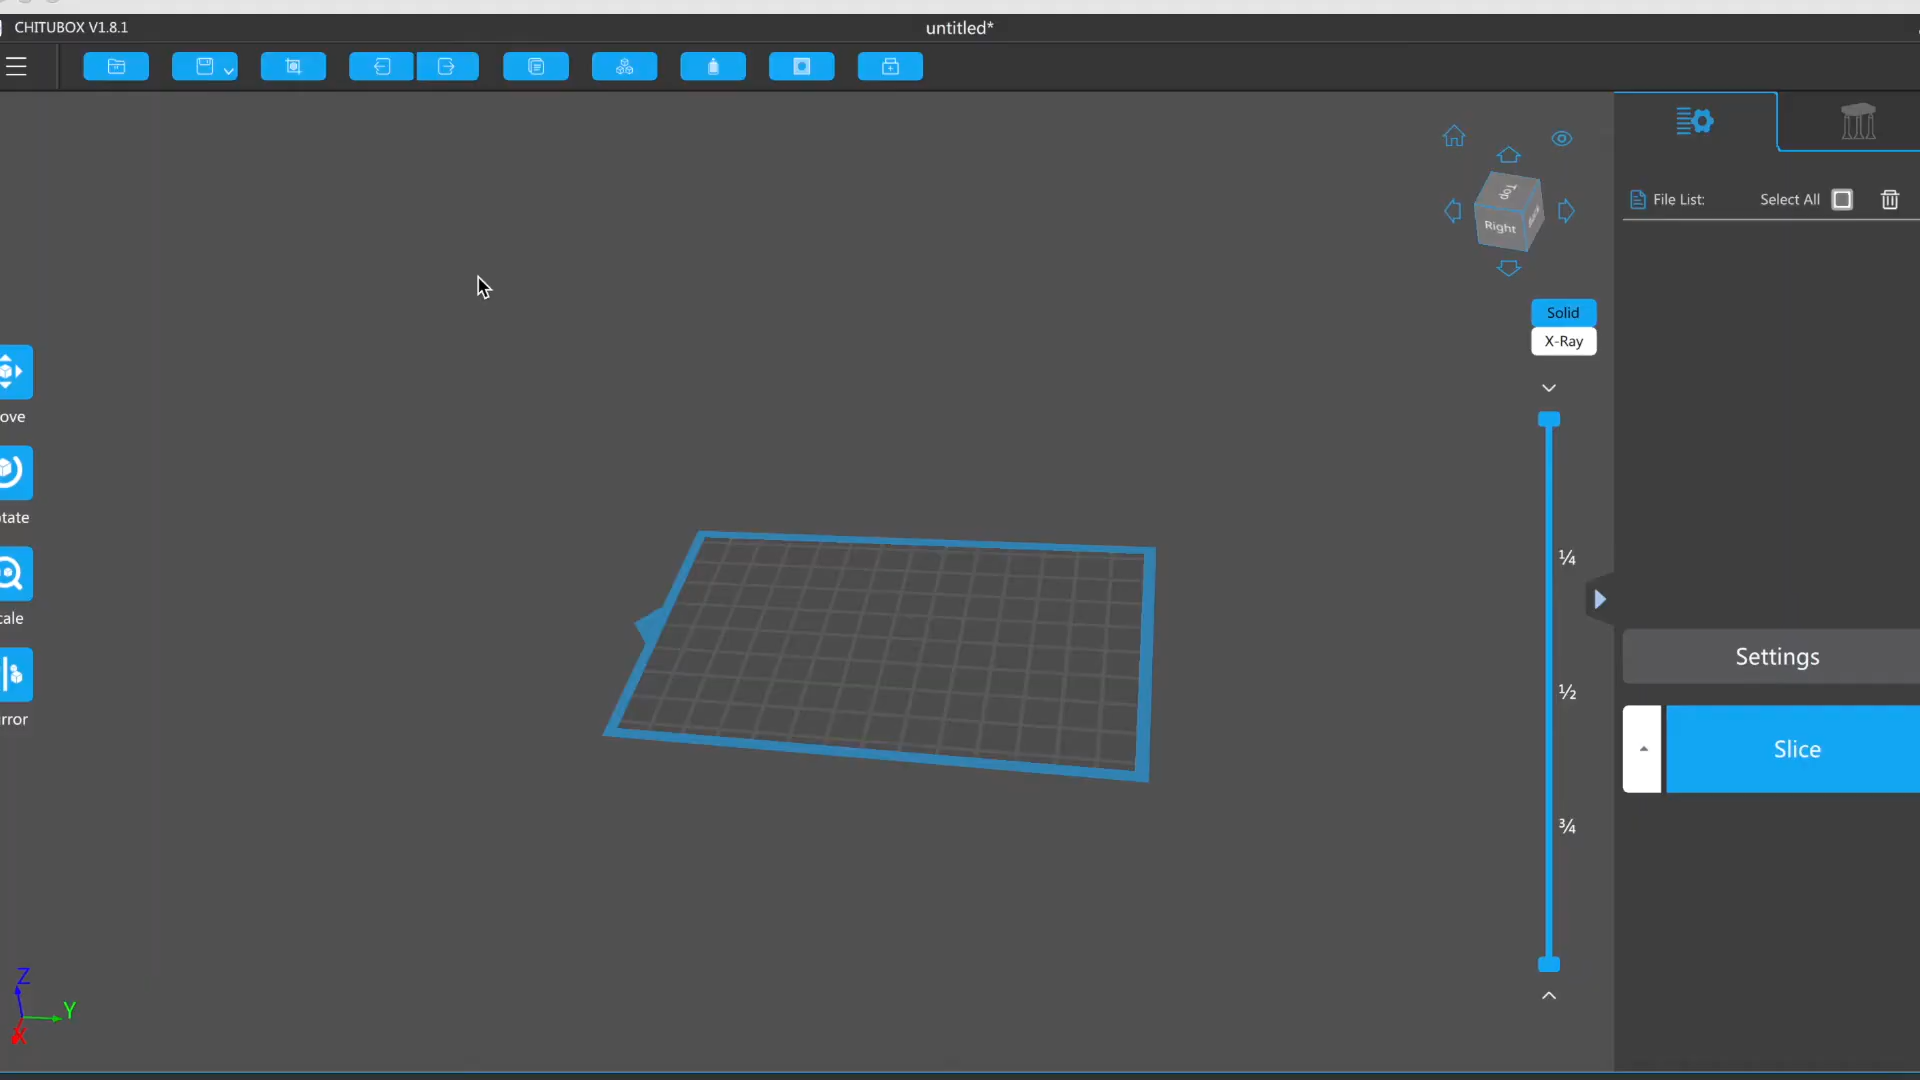 CHITUBOX V1.8.1
untitled*
Top
Right
File List:
Select All
Solid
X-Ray
ove
tate
cale
rror
¼
½
¾
Settings
Slice
Z
Y
X